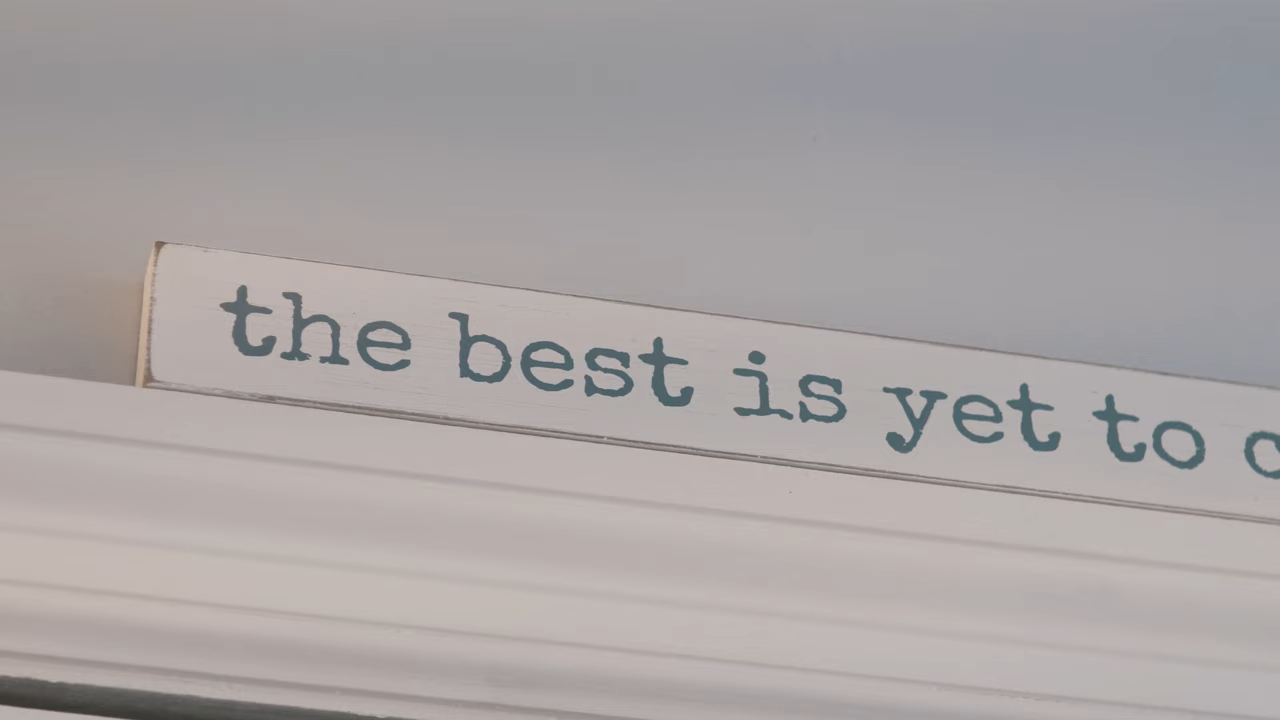 the best is yet to c